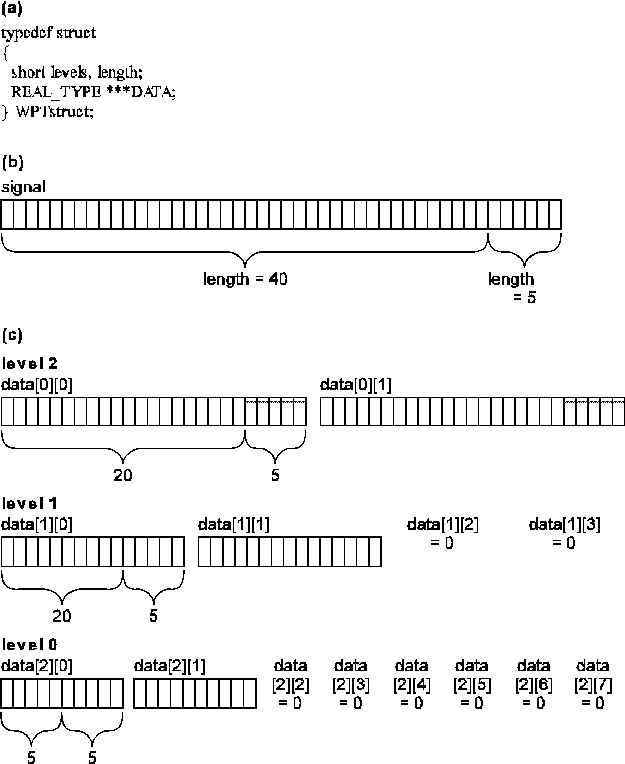 (a)
typedef struct
{
short levels, length;
REAL_TYPE ***DATA;
} WPTstruct;
(b)
signal
length = 40
length
= 5
(c)
level 2
data[0][0] data[0][1]
20 5
level 1
data[1][0] data[1][1] data[1][2] data[1][3]
= 0 = 0
20 5
level 0
data[2][0] data[2][1] data data data data data data
[2][2] [2][3] [2][4] [2][5] [2][6] [2][7]
= 0 = 0 = 0 = 0 = 0 = 0
5 5